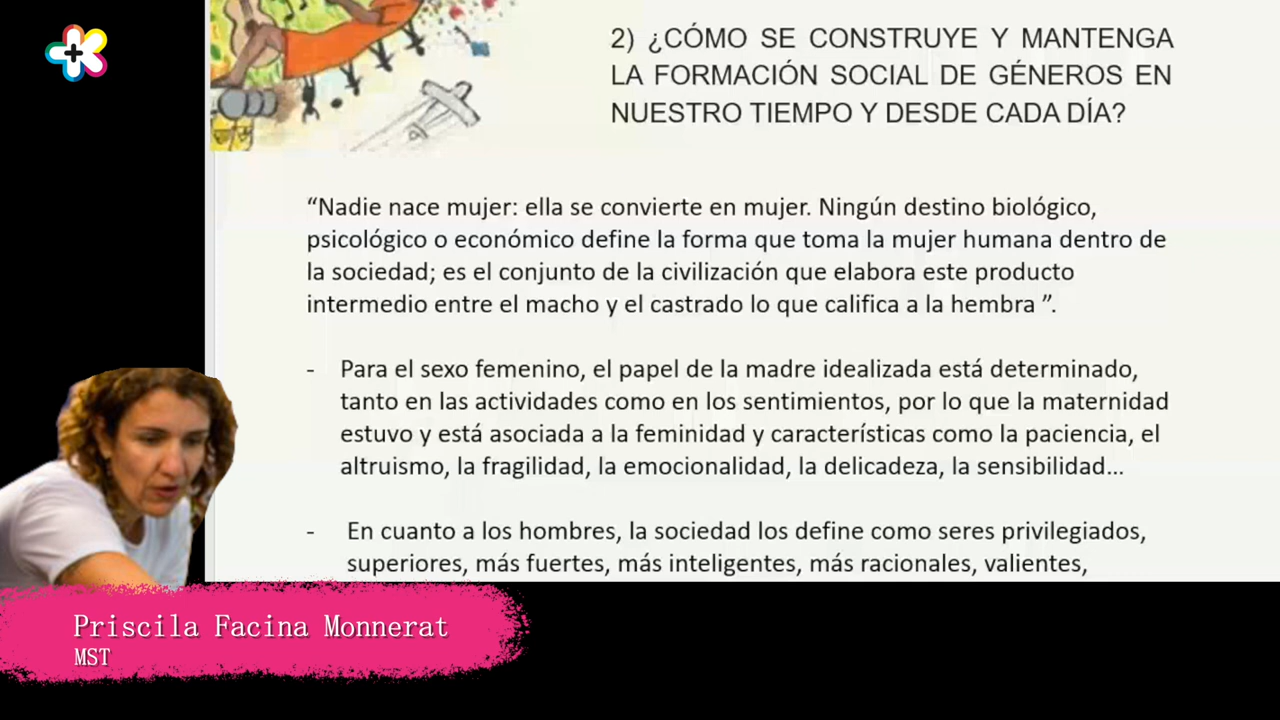 2) ¿CÓMO SE CONSTRUYE Y MANTENGA
LA FORMACIÓN SOCIAL DE GÉNEROS EN
NUESTRO TIEMPO Y DESDE CADA DÍA?
“Nadie nace mujer: ella se convierte en mujer. Ningún destino biológico,
psicológico o económico define la forma que toma la mujer humana dentro de
la sociedad; es el conjunto de la civilización que elabora este producto
intermedio entre el macho y el castrado lo que califica a la hembra ”.
- Para el sexo femenino, el papel de la madre idealizada está determinado,
tanto en las actividades como en los sentimientos, por lo que la maternidad
estuvo y está asociada a la feminidad y características como la paciencia, el
altruismo, la fragilidad, la emocionalidad, la delicadeza, la sensibilidad...
- En cuanto a los hombres, la sociedad los define como seres privilegiados,
superiores, más fuertes, más inteligentes, más racionales, valientes,
Priscila Facina Monnerat
MST